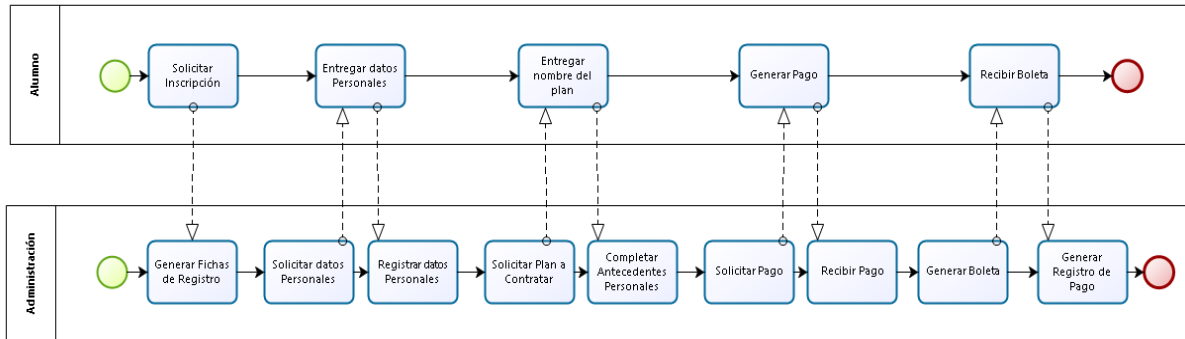 Alumno
Solicitar
Inscripción
Entregar datos
Personales
Entregar
nombre del
plan
Generar Pago
Recibir Boleta
Administración
Generar Fichas
de Registro
Solicitar datos
Personales
Registrar datos
Personales
Solicitar Plan a
Contratar
Completar
Antecedentes
Personales
Solicitar Pago
Recibir Pago
Generar Boleta
Generar
Registro de
Pago